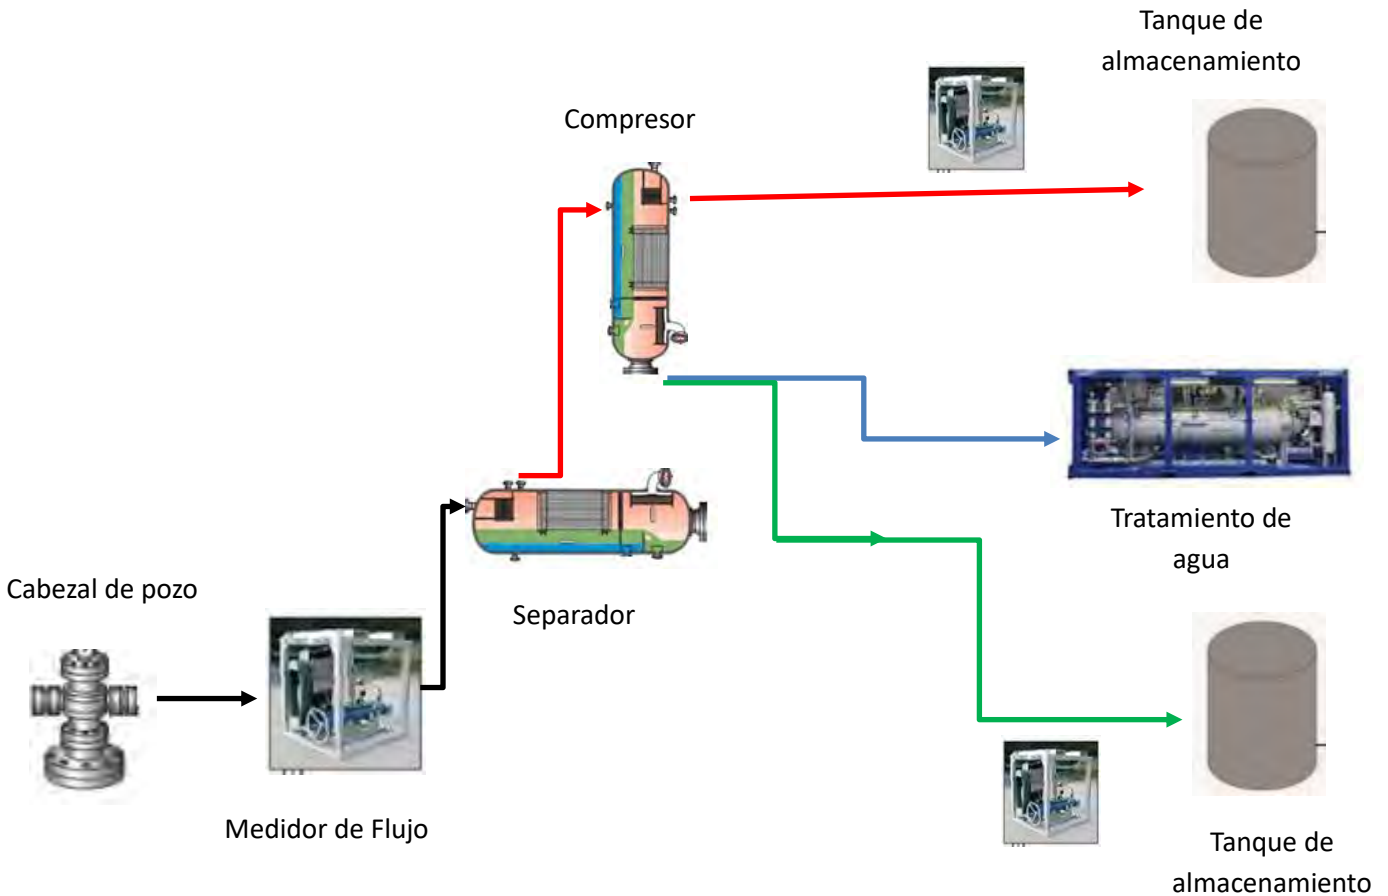 Tanque de
almacenamiento
Compresor
Tratamiento de
agua
Cabezal de pozo
Separador
Medidor de Flujo
Tanque de
almacenamiento